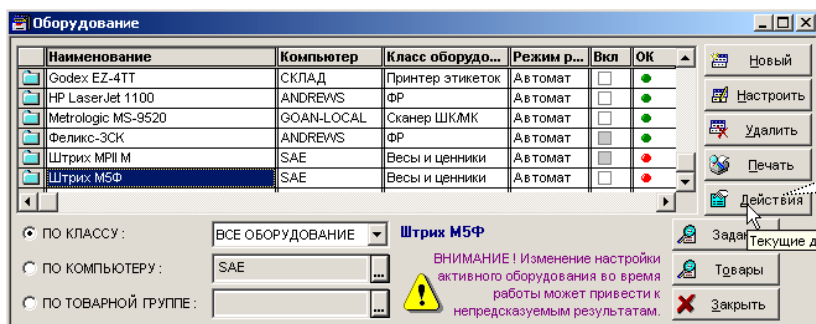 Оборудование
Наименование Компьютер Класс оборудо... Режим р... Вкл ОК
Godex EZ-4TT СКЛАД Принтер этикеток Автомат
HP LaserJet 1100 ANDREWS ФР Автомат
Metrologic MS-9520 GOAN-LOCAL Сканер ШК/МК Автомат
Феликс-3СК ANDREWS ФР Автомат
Штрих MPII М SAE Весы и ценники Автомат
Штрих М5Ф SAE Весы и ценники Автомат
Новый
Настроить
Удалить
Печать
Действия
ПО КЛАССУ : ВСЕ ОБОРУДОВАНИЕ
ПО КОМПЬЮТЕРУ : SAE ...
ПО ТОВАРНОЙ ГРУППЕ : ...
Штрих М5Ф
ВНИМАНИЕ ! Изменение настройки
активного оборудования во время
работы может привести к
непредсказуемым результатам.
Зада
Текущие д
Товары
Закрыть